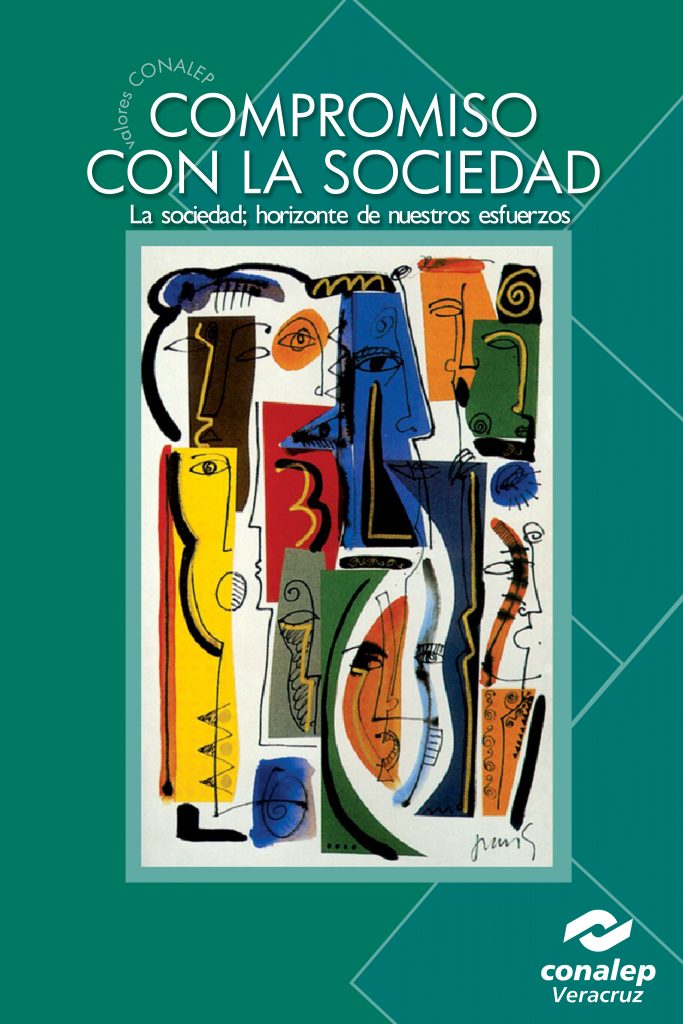 valores CONALEP
COMPROMISO
CON LA SOCIEDAD
La sociedad; horizonte de nuestros esfuerzos
conalep
Veracruz